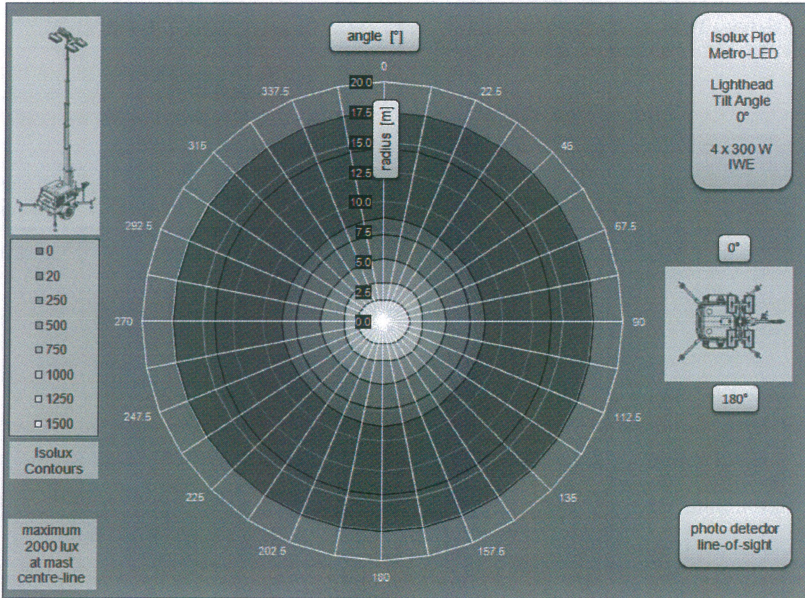 angle [°]
0
22.5
45
67.5
90
112.5
135
157.5
180
202.5
225
247.5
270
292.5
315
337.5
20.0
17.5
15.0
12.5
10.0
7.5
5.0
2.5
0.0
radius [m]
0
20
250
500
750
1000
1250
1500
Isolux
Contours
maximum
2000 lux
at mast
centre-line
Isolux Plot
Metro-LED
Lighthead
Tilt Angle
0°
4 x 300 W
IWE
0°
180°
photo detector
line-of-sight